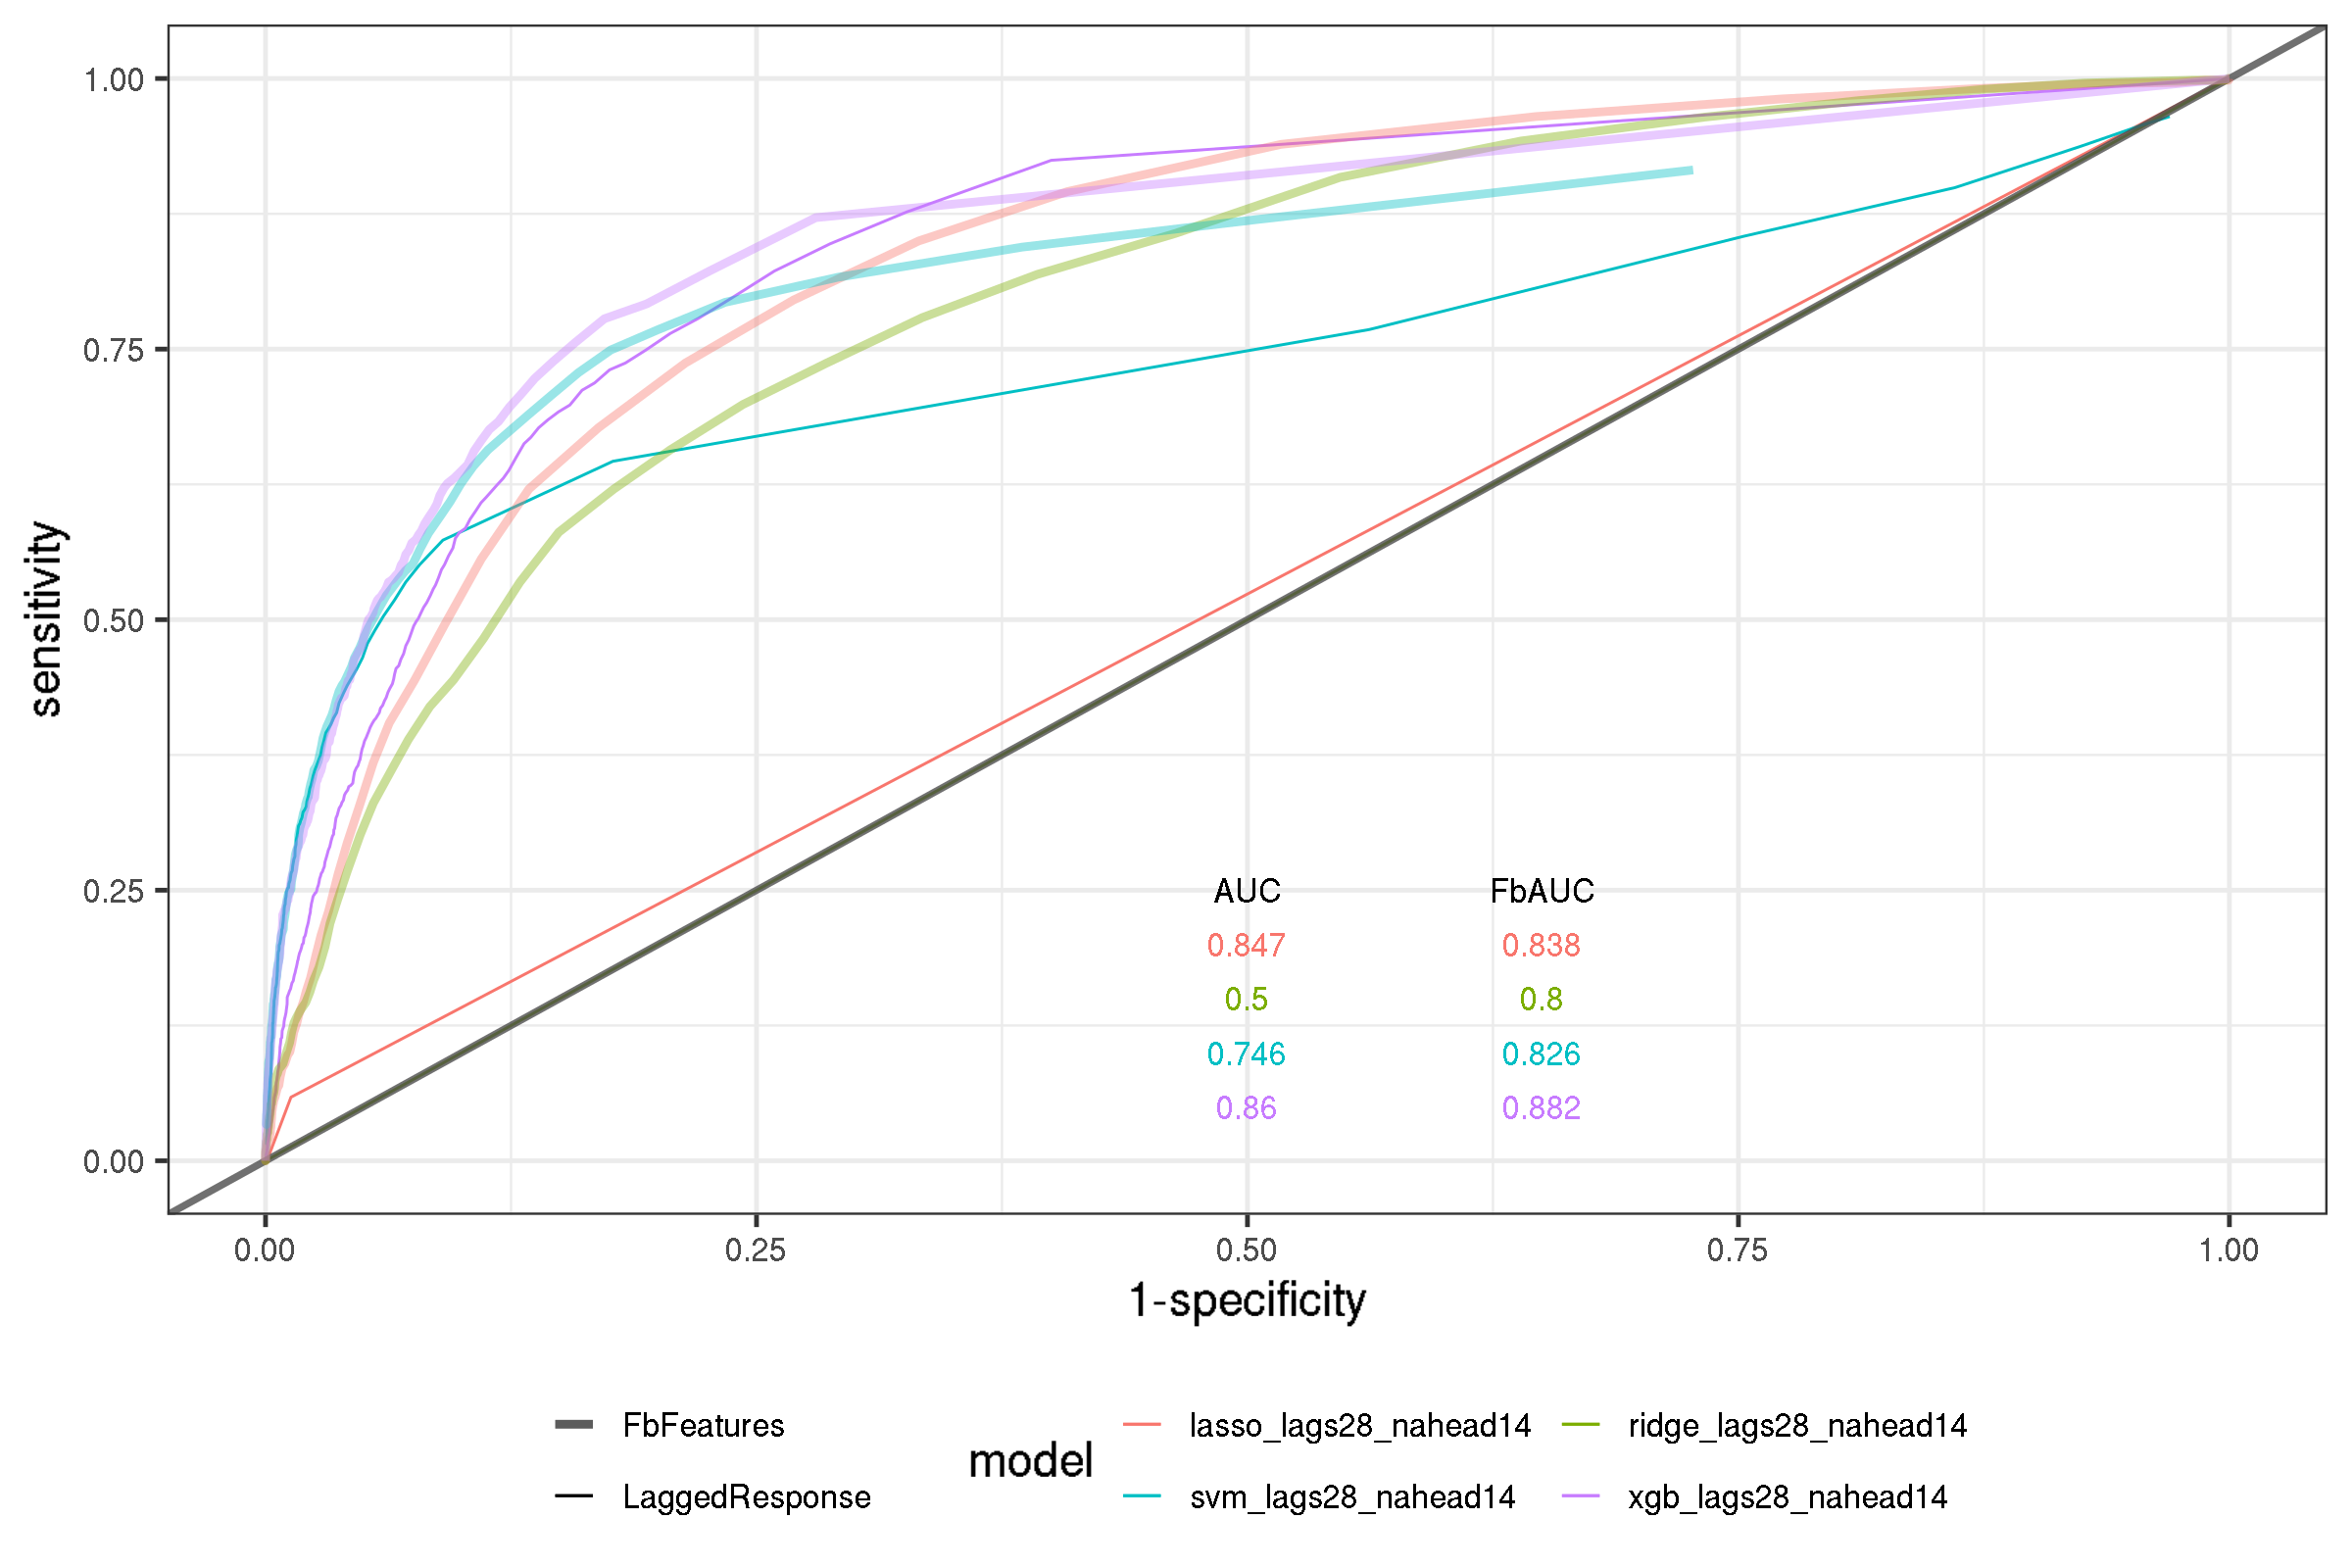 1.00
0.75
0.50
0.25
0.00
sensitivity
AUC FbAUC
0.847 0.838
0.5 0.8
0.746 0.826
0.86 0.882
0.00 0.25 0.50 0.75 1.00
1-specificity
FbFeatures
LaggedResponse
model
lasso_lags28_nahead14 ridge_lags28_nahead14
svm_lags28_nahead14 xgb_lags28_nahead14